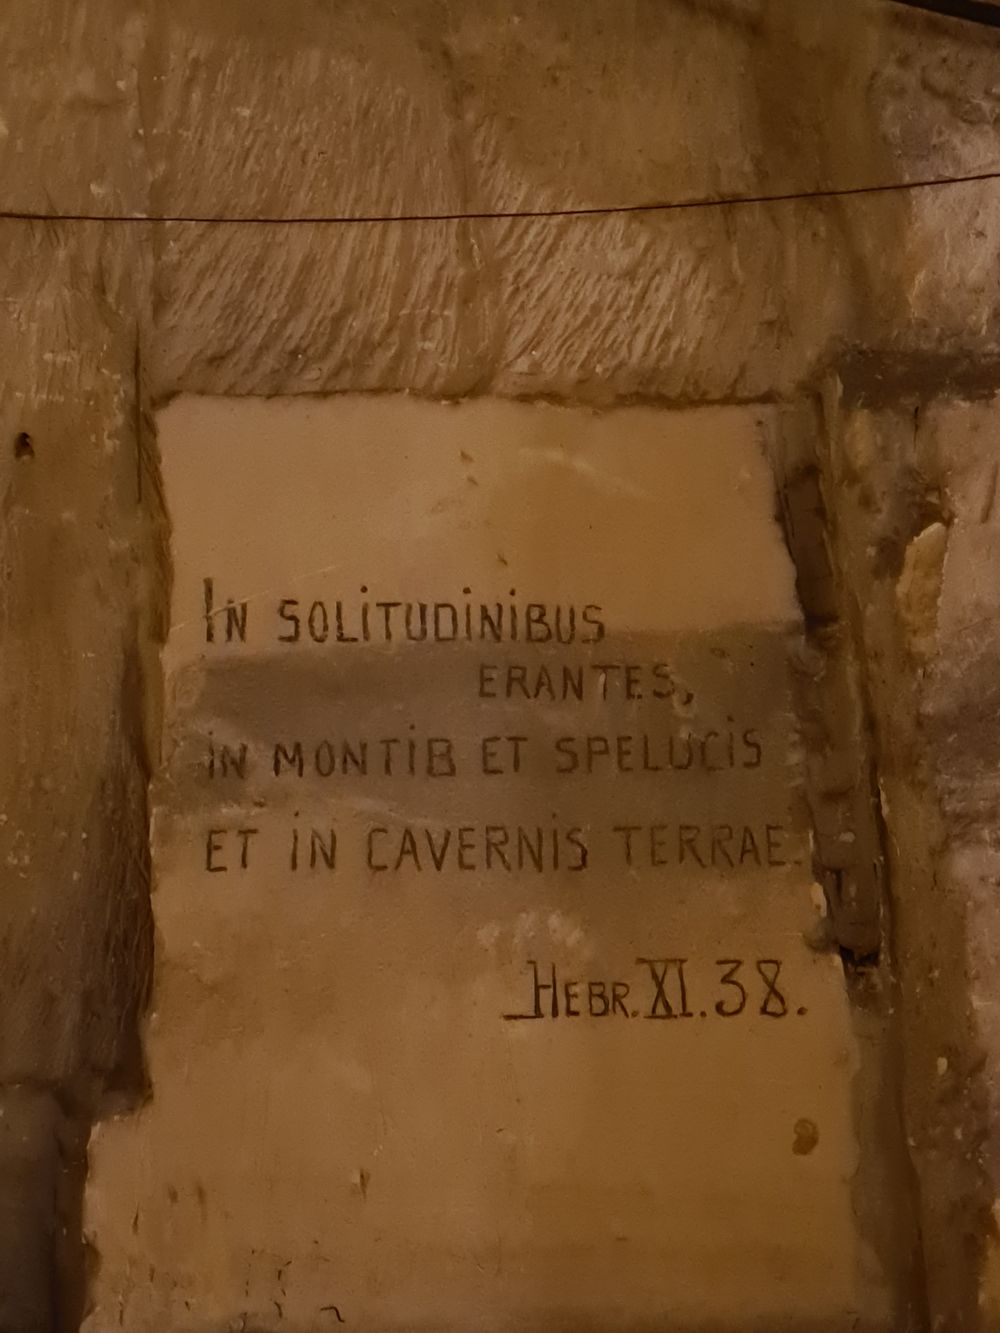 In SOLiTUDiNiBUS
ERANTES,
iN MONTiB ET SPELUCiS
ET iN CAVERNiS TERRAE.
HEBR. XI. 38.